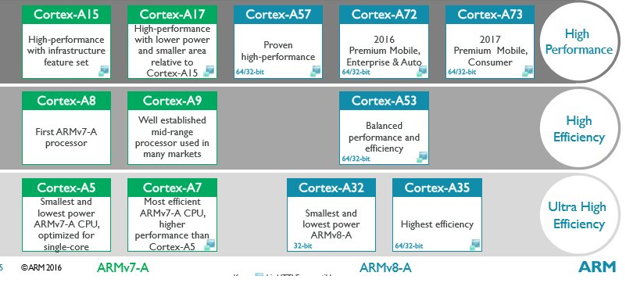 Cortex-A15
High-performance
with infrastructure
feature set
Cortex-A17
High-performance
with lower power
and smaller area
relative to
Cortex-A15
Cortex-A57
Proven
high-performance
64/32-bit
Cortex-A72
2016
Premium Mobile,
Enterprise & Auto
64/32-bit
Cortex-A73
2017
Premium Mobile,
Consumer
64/32-bit
High
Performance
Cortex-A8
First ARMv7-A
processor
Cortex-A9
Well established
mid-range
processor used in
many markets
Cortex-A53
Balanced
performance and
efficiency
64/32-bit
High
Efficiency
Cortex-A5
Smallest and
lowest power
ARMv7-A CPU,
optimized for
single-core
Cortex-A7
Most efficient
ARMv7-A CPU,
higher
performance than
Cortex-A5
Cortex-A32
Smallest and
lowest power
ARMv8-A
32-bit
Cortex-A35
Highest efficiency
64/32-bit
Ultra High
Efficiency
©ARM 2016
ARMv7-A
ARMv8-A
ARM